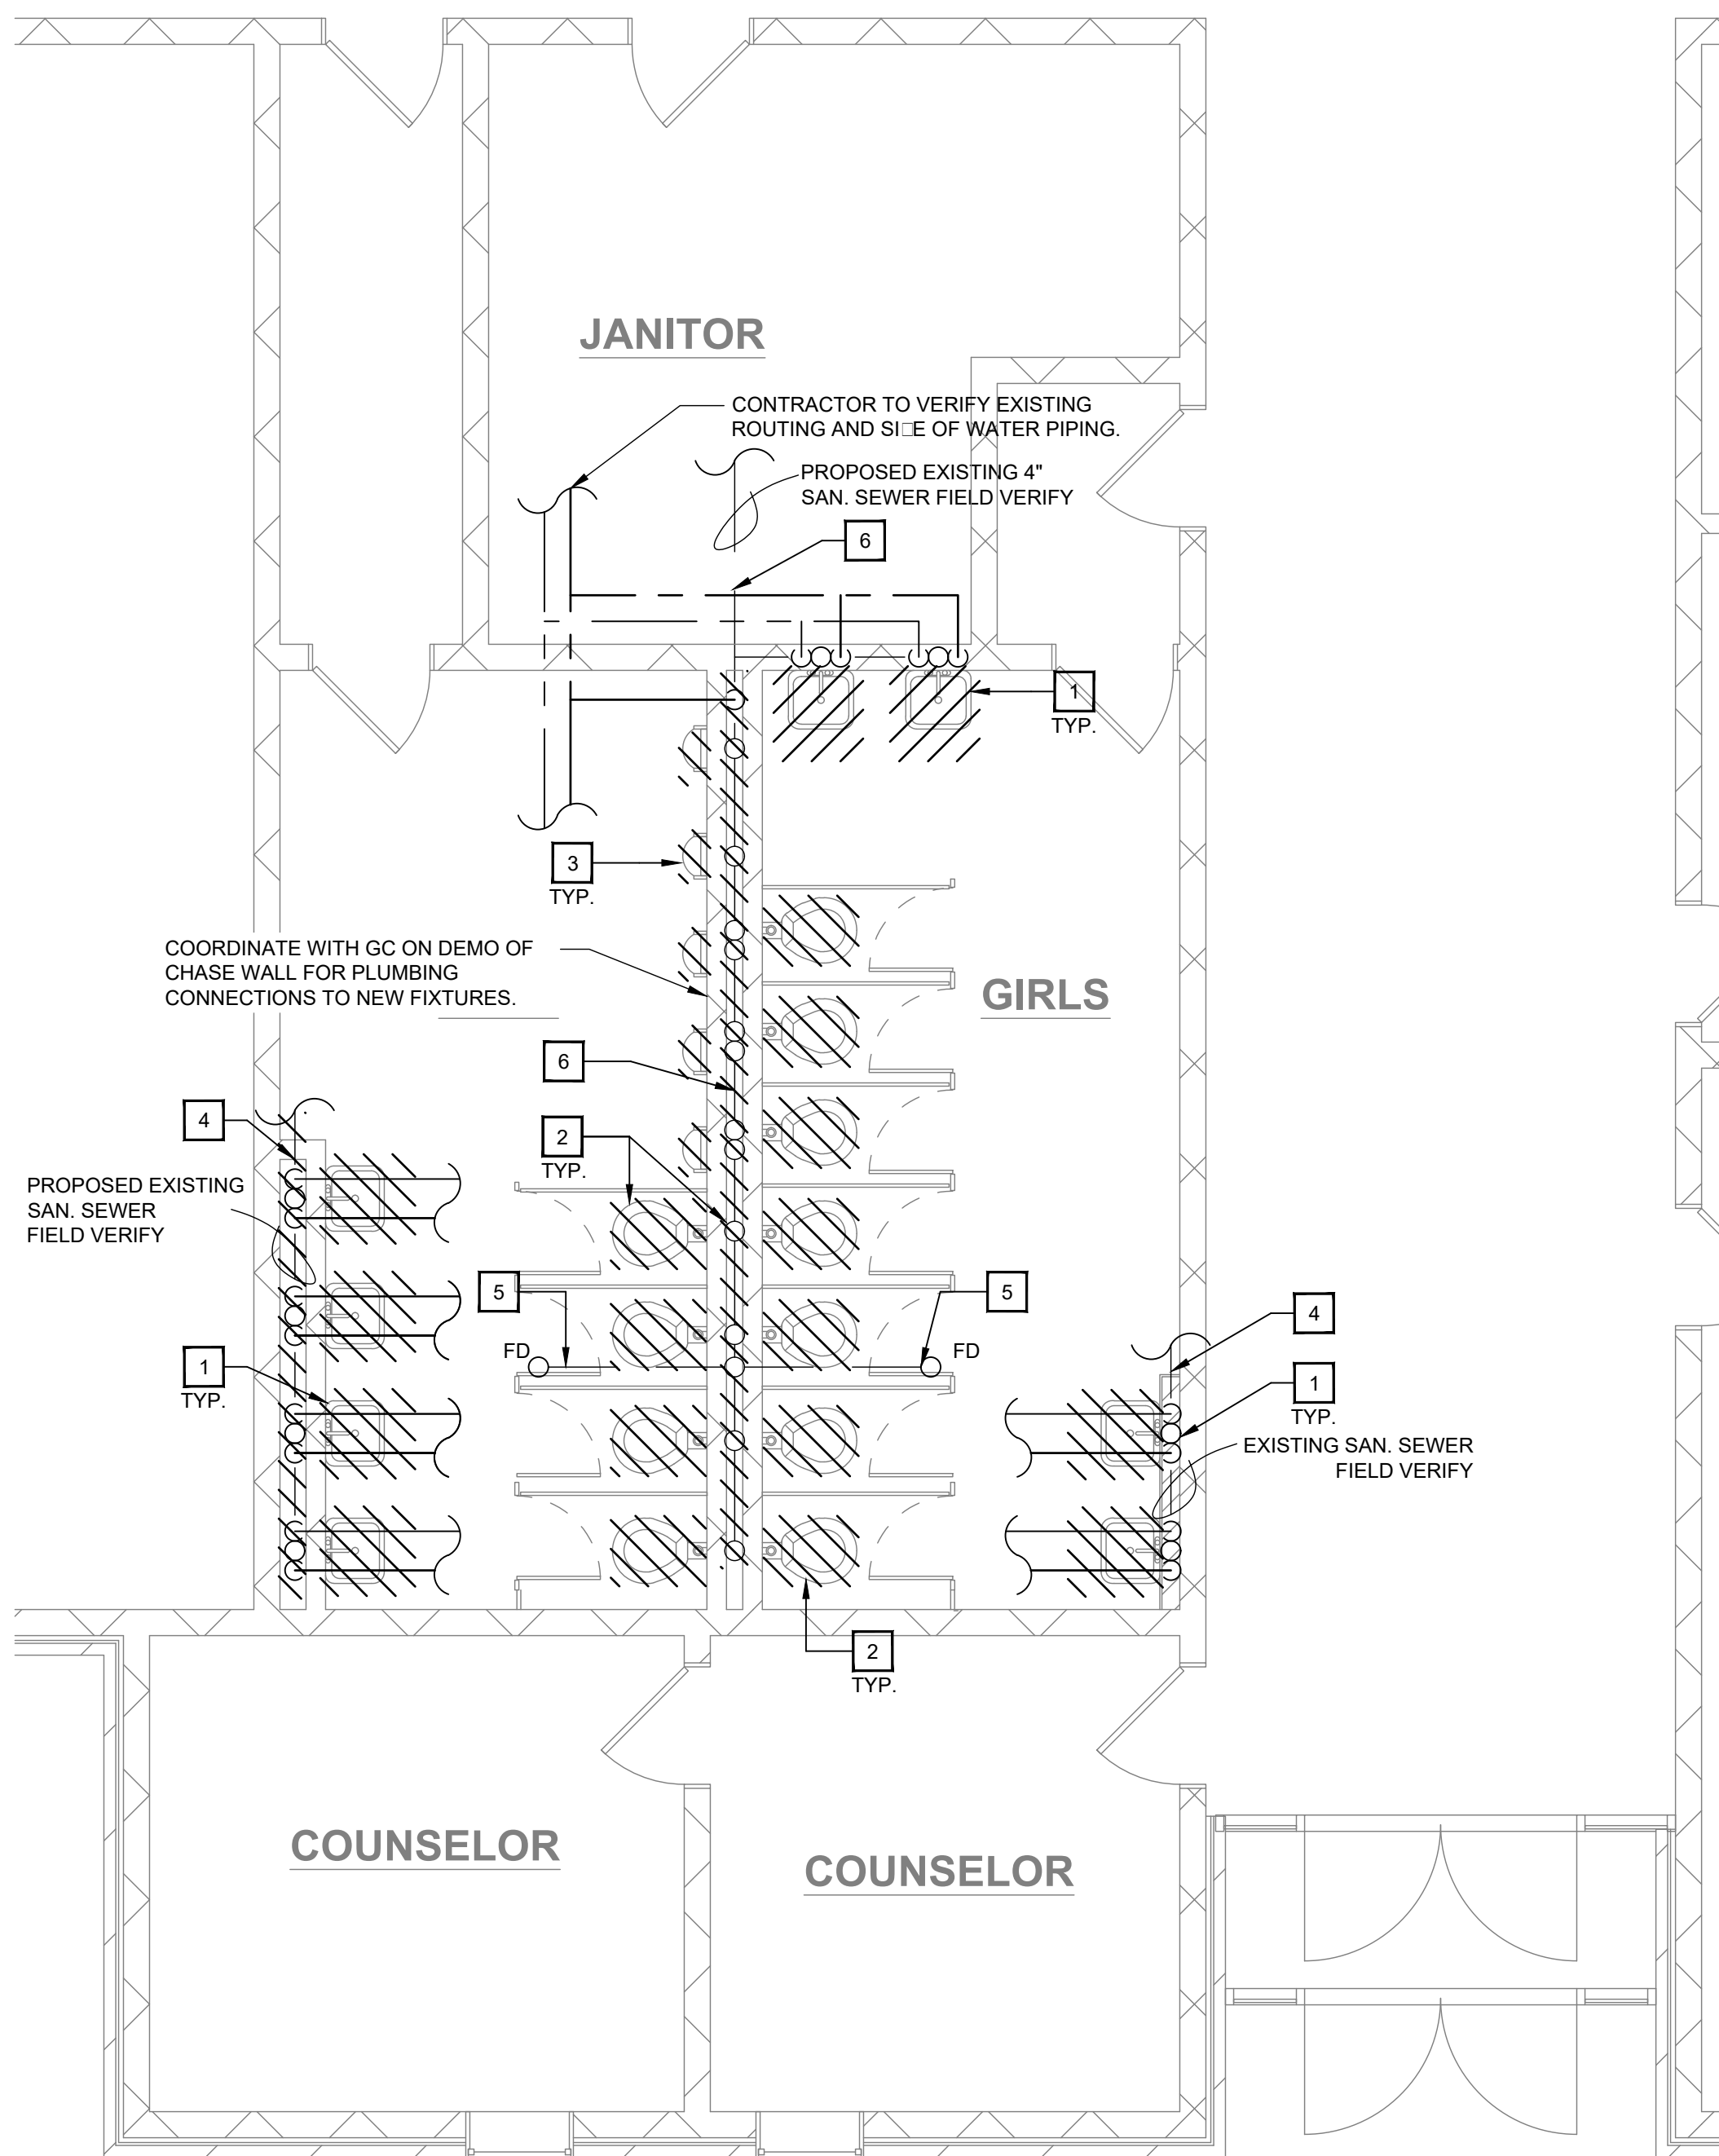 JANITOR
CONTRACTOR TO VERIFY EXISTING
ROUTING AND SI□E OF WATER PIPING.
PROPOSED EXISTING 4"
SAN. SEWER FIELD VERIFY
6
1
TYP.
3
TYP.
COORDINATE WITH GC ON DEMO OF
CHASE WALL FOR PLUMBING
CONNECTIONS TO NEW FIXTURES.
GIRLS
6
4
2
TYP.
PROPOSED EXISTING
SAN. SEWER
FIELD VERIFY
5
5
4
FD
FD
1
TYP.
1
TYP.
EXISTING SAN. SEWER
FIELD VERIFY
2
TYP.
COUNSELOR
COUNSELOR